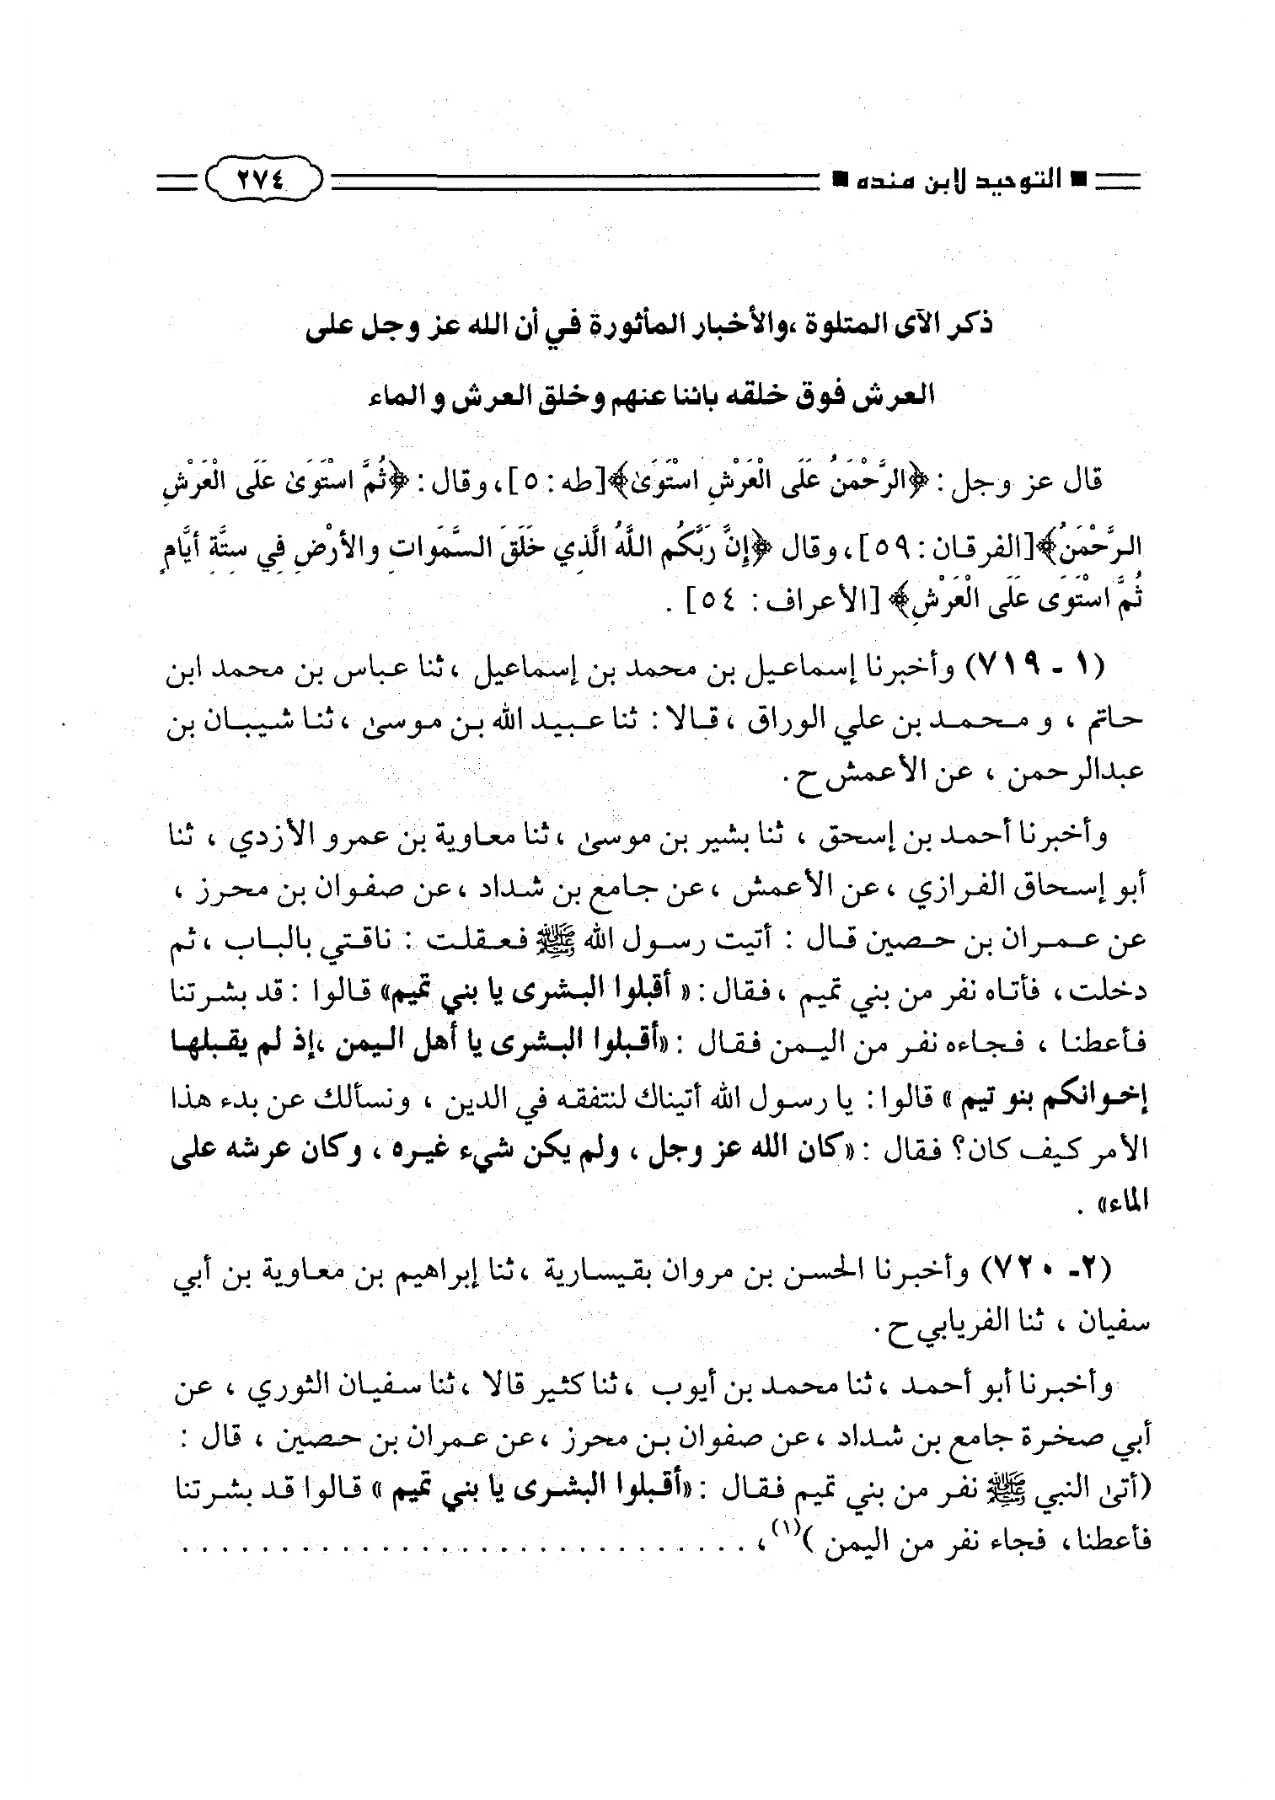 ■ التوحيد لابن منده ■ ٢٧٤
ذكر الآى المتلوة ،والأخبار المأثورة في أن الله عز وجل على
العرش فوق خلقه بائنا عنهم وخلق العرش و الماء
قال عز وجل : ﴿الرَّحْمَنُ عَلَى الْعَرْشِ اسْتَوَىٰ﴾[طه: ٥]، وقال: ﴿ثُمَّ اسْتَوَىٰ عَلَى الْعَرْشِ
الرَّحْمَنُ﴾[الفرقان: ٥٩]، وقال ﴿إِنَّ رَبَّكُم اللَّهُ الَّذِي خَلَقَ السَّمَوات والأَرْضِ فِي ستَّةِ أَيَّامٍ
ثُمَّ اسْتَوَى عَلَى الْعَرْشِ﴾ [الأعراف: ٥٤] .
(١ ـ ٧١٩) وأخبرنا إسماعيل بن محمد بن إسماعيل ، ثنا عباس بن محمد ابن
حاتم ، و محمد بن علي الوراق ، قالا : ثنا عبيد الله بن موسىٰ ، ثنا شيبان بن
عبدالرحمن ، عن الأعمش ح .
وأخبرنا أحمد بن إسحق ، ثنا بشير بن موسىٰ ، ثنا معاوية بن عمرو الأزدي ، ثنا
أبو إسحاق الفرازي ، عن الأعمش ، عن جامع بن شداد ، عن صفوان بن محرز ،
عن عمران بن حصين قال : أتيت رسول الله ﷺ فعقلت : ناقتي بالباب ، ثم
دخلت ، فأتاه نفر من بني تميم ، فقال : « أقبلوا البشرى يا بني تميم» قالوا : قد بشرتنا
فأعطنا ، فجاءه نفر من اليمن فقال : «أقبلوا البشرى يا أهل اليمن ،إذ لم يقبلها
إخوانكم بنو تيم » قالوا : يا رسول الله أتيناك لنتفقه في الدين ، ونسألك عن بدء هذا
الأمر كيف كان؟ فقال : «كان الله عز وجل ، ولم يكن شيء غيره ، وكان عرشه على
الماء» .
(٢ـ ٧٢٠) وأخبرنا الحسن بن مروان بقيسارية ، ثنا إبراهيم بن معاوية بن أبي
سفيان ، ثنا الفريابي ح .
وأخبرنا أبو أحمد ، ثنا محمد بن أيوب ، ثنا كثير قالا ، ثنا سفيان الثوري ، عن
أبي صخرة جامع بن شداد ، عن صفوان بن محرز ، عن عمران بن حصين ، قال :
(أتىٰ النبي ﷺ نفر من بني تميم فقال : «أقبلوا البشرى يا بني تميم » قالوا قد بشرتنا
فأعطنا، فجاء نفر من اليمن )(١)، . . . . . . . . . . . . . . . . . . . . . . . . . . . . .